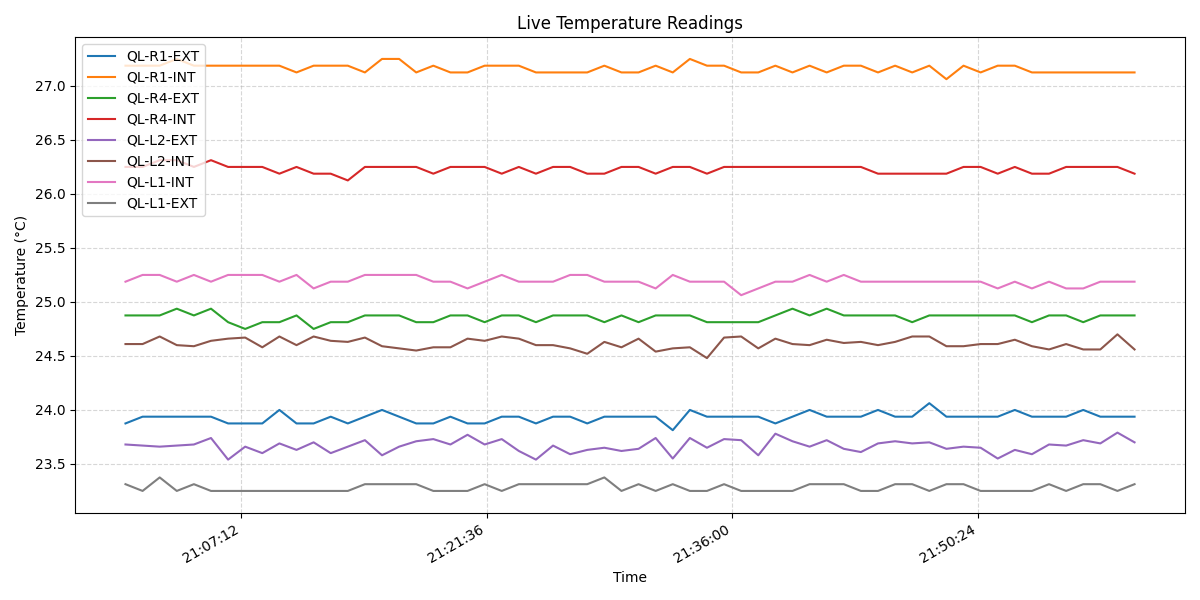 Live Temperature Readings
QL-R1-EXT
QL-R1-INT
QL-R4-EXT
QL-R4-INT
QL-L2-EXT
QL-L2-INT
QL-L1-INT
QL-L1-EXT
Temperature (°C)
27.0
26.5
26.0
25.5
25.0
24.5
24.0
23.5
21:07:12
21:21:36
21:36:00
21:50:24
Time